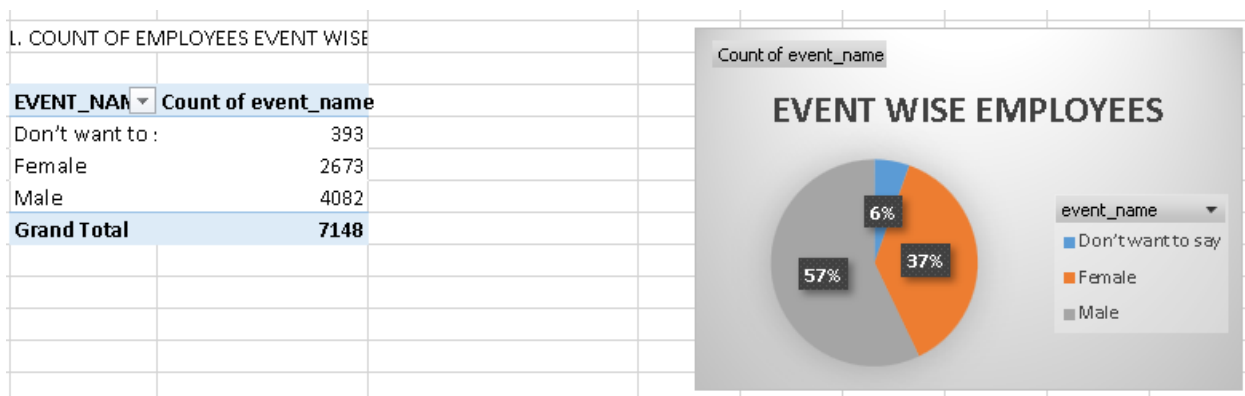 1. COUNT OF EMPLOYEES EVENT WISE
EVENT_NAM Count of event_name
Don't want to 393
Female 2673
Male 4082
Grand Total 7148
Count of event_name
EVENT WISE EMPLOYEES
6%
37%
57%
event_name
Don't want to say
Female
Male